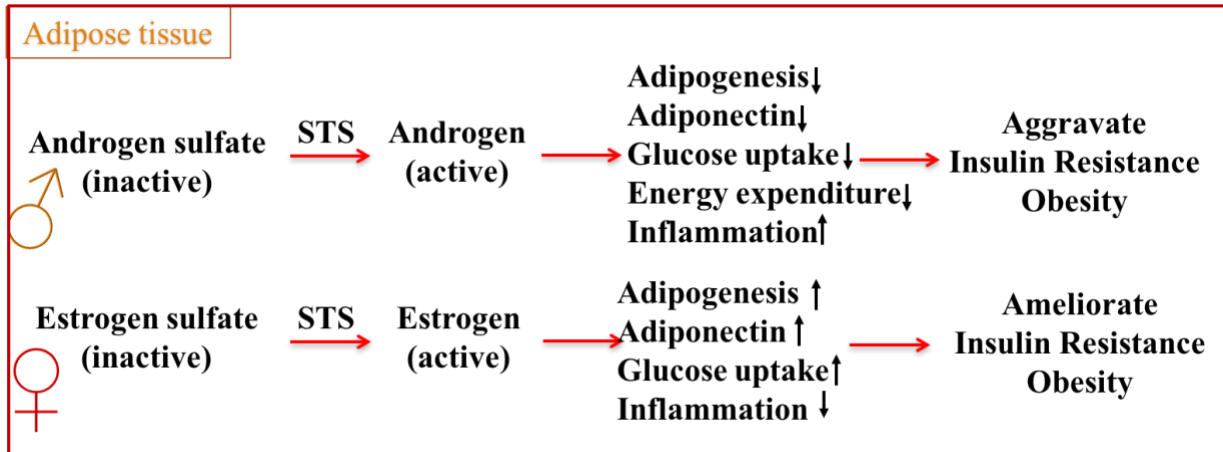 Adipose tissue
Androgen sulfate
(inactive)
STS
Androgen
(active)
Adipogenesis↓
Adiponectin↓
Glucose uptake↓
Energy expenditure↓
Inflammation↑
Aggravate
Insulin Resistance
Obesity
Estrogen sulfate
(inactive)
STS
Estrogen
(active)
Adipogenesis ↑
Adiponectin ↑
Glucose uptake↑
Inflammation ↓
Ameliorate
Insulin Resistance
Obesity